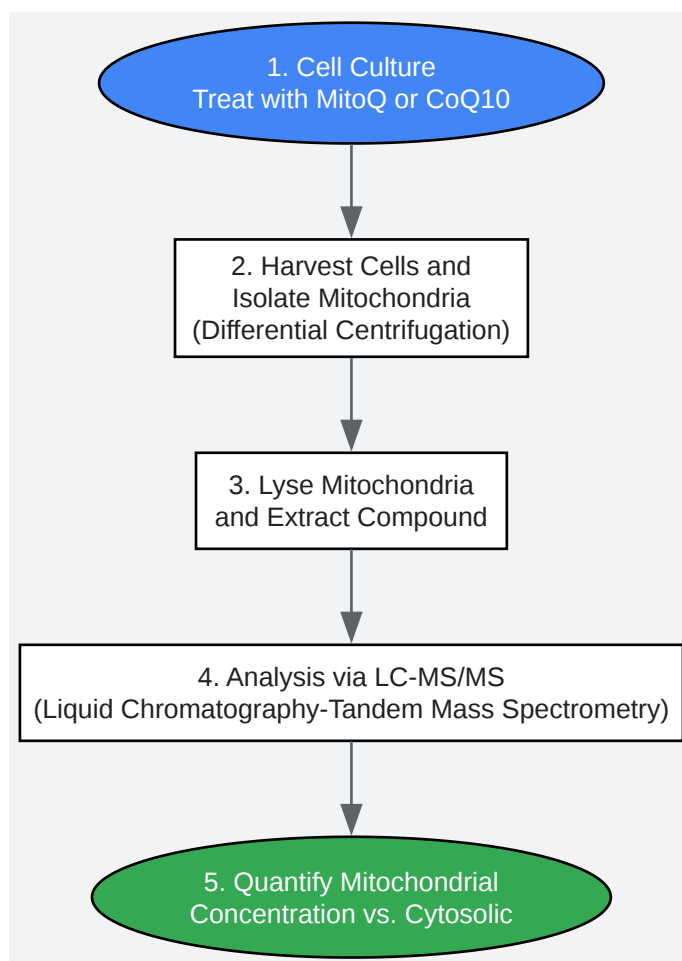 1. Cell Culture
Treat with MitoQ or CoQ10
2. Harvest Cells and
Isolate Mitochondria
(Differential Centrifugation)
3. Lyse Mitochondria
and Extract Compound
4. Analysis via LC-MS/MS
(Liquid Chromatography-Tandem Mass Spectrometry)
5. Quantify Mitochondrial
Concentration vs. Cytosolic